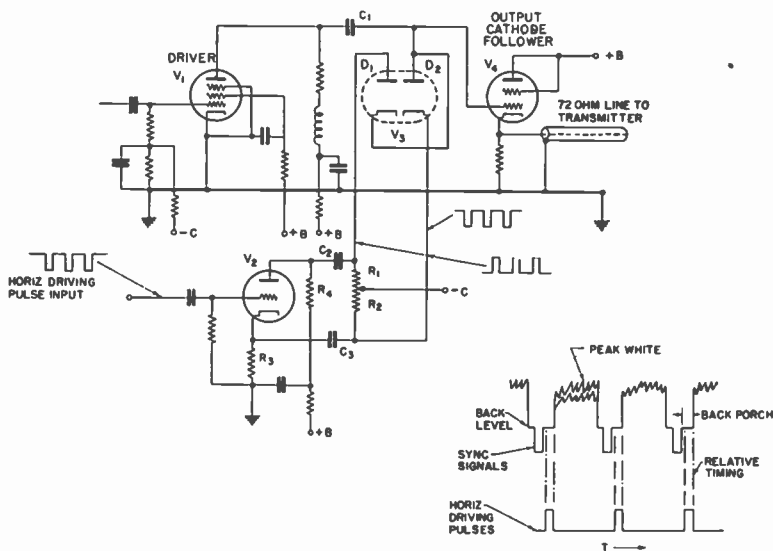 C1
OUTPUT
CATHODE
FOLLOWER
DRIVER
V1
D1
D2
V4
+B
72 OHM LINE TO
TRANSMITTER
V3
-C
+B
+B
HORIZ DRIVING
PULSE INPUT
V2
C2
R1
R4
R2
-C
R3
C3
+B
PEAK WHITE
BACK
LEVEL
BACK PORCH
SYNC
SIGNALS
RELATIVE
TIMING
HORIZ
DRIVING
PULSES
T